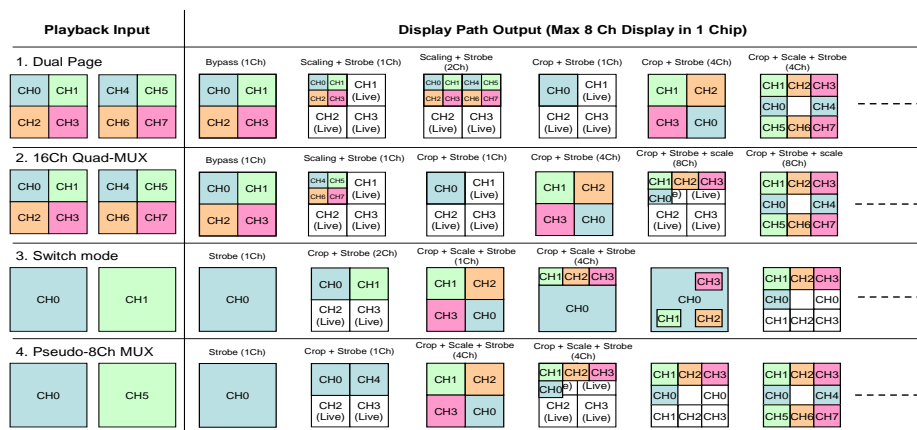 Playback Input
Display Path Output (Max 8 Ch Display in 1 Chip)
1. Dual Page
Bypass (1Ch)
Scaling + Strobe (1Ch)
Scaling + Strobe
(2Ch)
Crop + Strobe (1Ch)
Crop + Strobe (4Ch)
Crop + Scale + Strobe
(4Ch)
CH0 CH1 CH4 CH5
CH2 CH3 CH6 CH7
CH0 CH1
CH2 CH3
CH0 CH1 CH1
(Live)
CH2 CH3
CH2 CH3
(Live) (Live)
CH0 CH1 CH4 CH5
CH2 CH3 CH6 CH7
CH2 CH3
(Live) (Live)
CH0 CH1
(Live)
CH2 CH3
(Live) (Live)
CH1 CH2
CH3 CH0
CH1 CH2 CH3
CH0 CH4
CH5 CH6 CH7
2. 16Ch Quad-MUX
Bypass (1Ch)
Scaling + Strobe (1Ch)
Crop + Strobe (1Ch)
Crop + Strobe (4Ch)
Crop + Strobe + scale
(8Ch)
Crop + Strobe + scale
(8Ch)
CH0 CH1 CH4 CH5
CH2 CH3 CH6 CH7
CH0 CH1
CH2 CH3
CH4 CH5 CH1
(Live)
CH6 CH7
CH2 CH3
(Live) (Live)
CH0 CH1
(Live)
CH2 CH3
(Live) (Live)
CH1 CH2
CH3 CH0
CH1 CH2 CH3
CH0 e) (Live)
CH2 CH3
(Live) (Live)
CH1 CH2 CH3
CH0 CH4
CH5 CH6 CH7
3. Switch mode
Strobe (1Ch)
Crop + Strobe (2Ch)
Crop + Scale + Strobe
(1Ch)
Crop + Scale + Strobe
(4Ch)
CH0 CH1
CH0
CH0 CH1
CH2 CH3
(Live) (Live)
CH1 CH2
CH3 CH0
CH1 CH2 CH3
CH0
CH3
CH0
CH1 CH2
CH1 CH2 CH3
CH0 CH0
CH1 CH2 CH3
4. Pseudo-8Ch MUX
Strobe (1Ch)
Crop + Strobe (1Ch)
Crop + Scale + Strobe
(4Ch)
Crop + Scale + Strobe
(4Ch)
CH0 CH5
CH0
CH0 CH4
CH2 CH3
(Live) (Live)
CH1 CH2
CH3 CH0
CH1 CH2 CH3
CH0 e) (Live)
CH2 CH3
(Live) (Live)
CH1 CH2 CH3
CH0 CH0
CH1 CH2 CH3
CH1 CH2 CH3
CH0 CH4
CH5 CH6 CH7